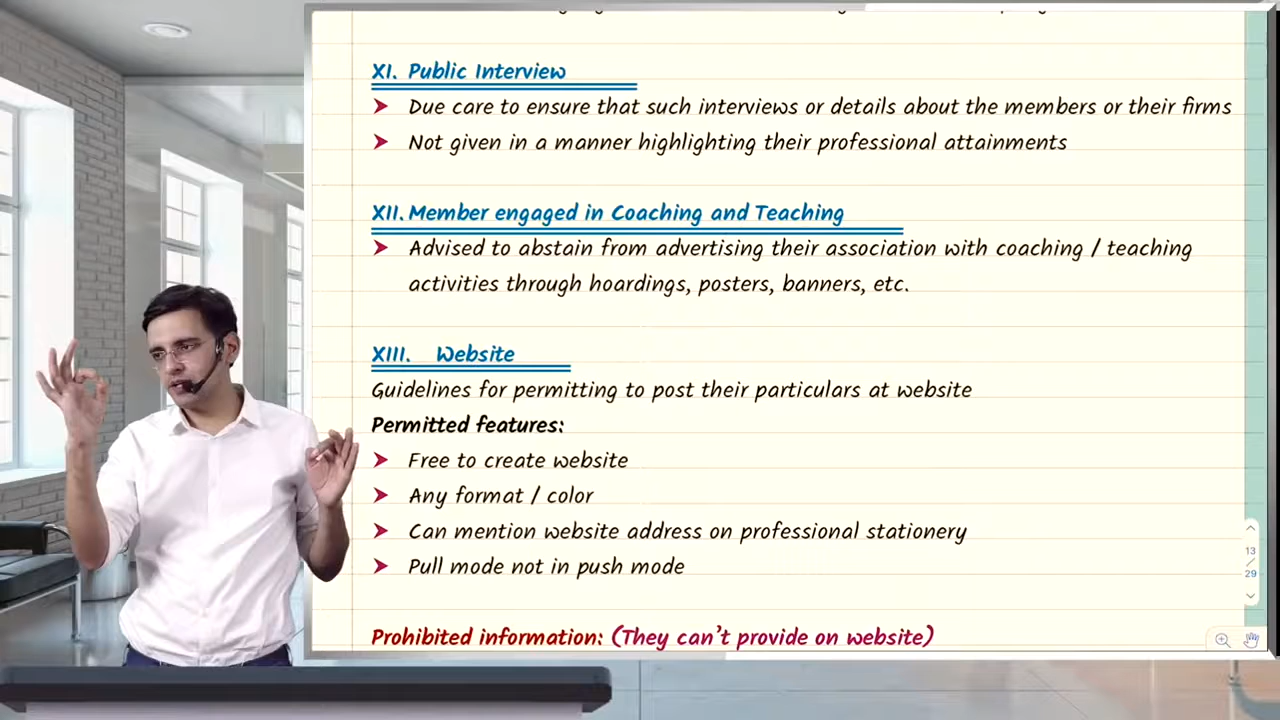 XI. Public Interview
➤ Due care to ensure that such interviews or details about the members or their firms
➤ Not given in a manner highlighting their professional attainments
XII. Member engaged in Coaching and Teaching
➤ Advised to abstain from advertising their association with coaching / teaching
activities through hoardings, posters, banners, etc.
XIII. Website
Guidelines for permitting to post their particulars at website
Permitted features:
➤ Free to create website
➤ Any format / color
➤ Can mention website address on professional stationery
➤ Pull mode not in push mode
13
/
29
Prohibited information: (They can't provide on website)